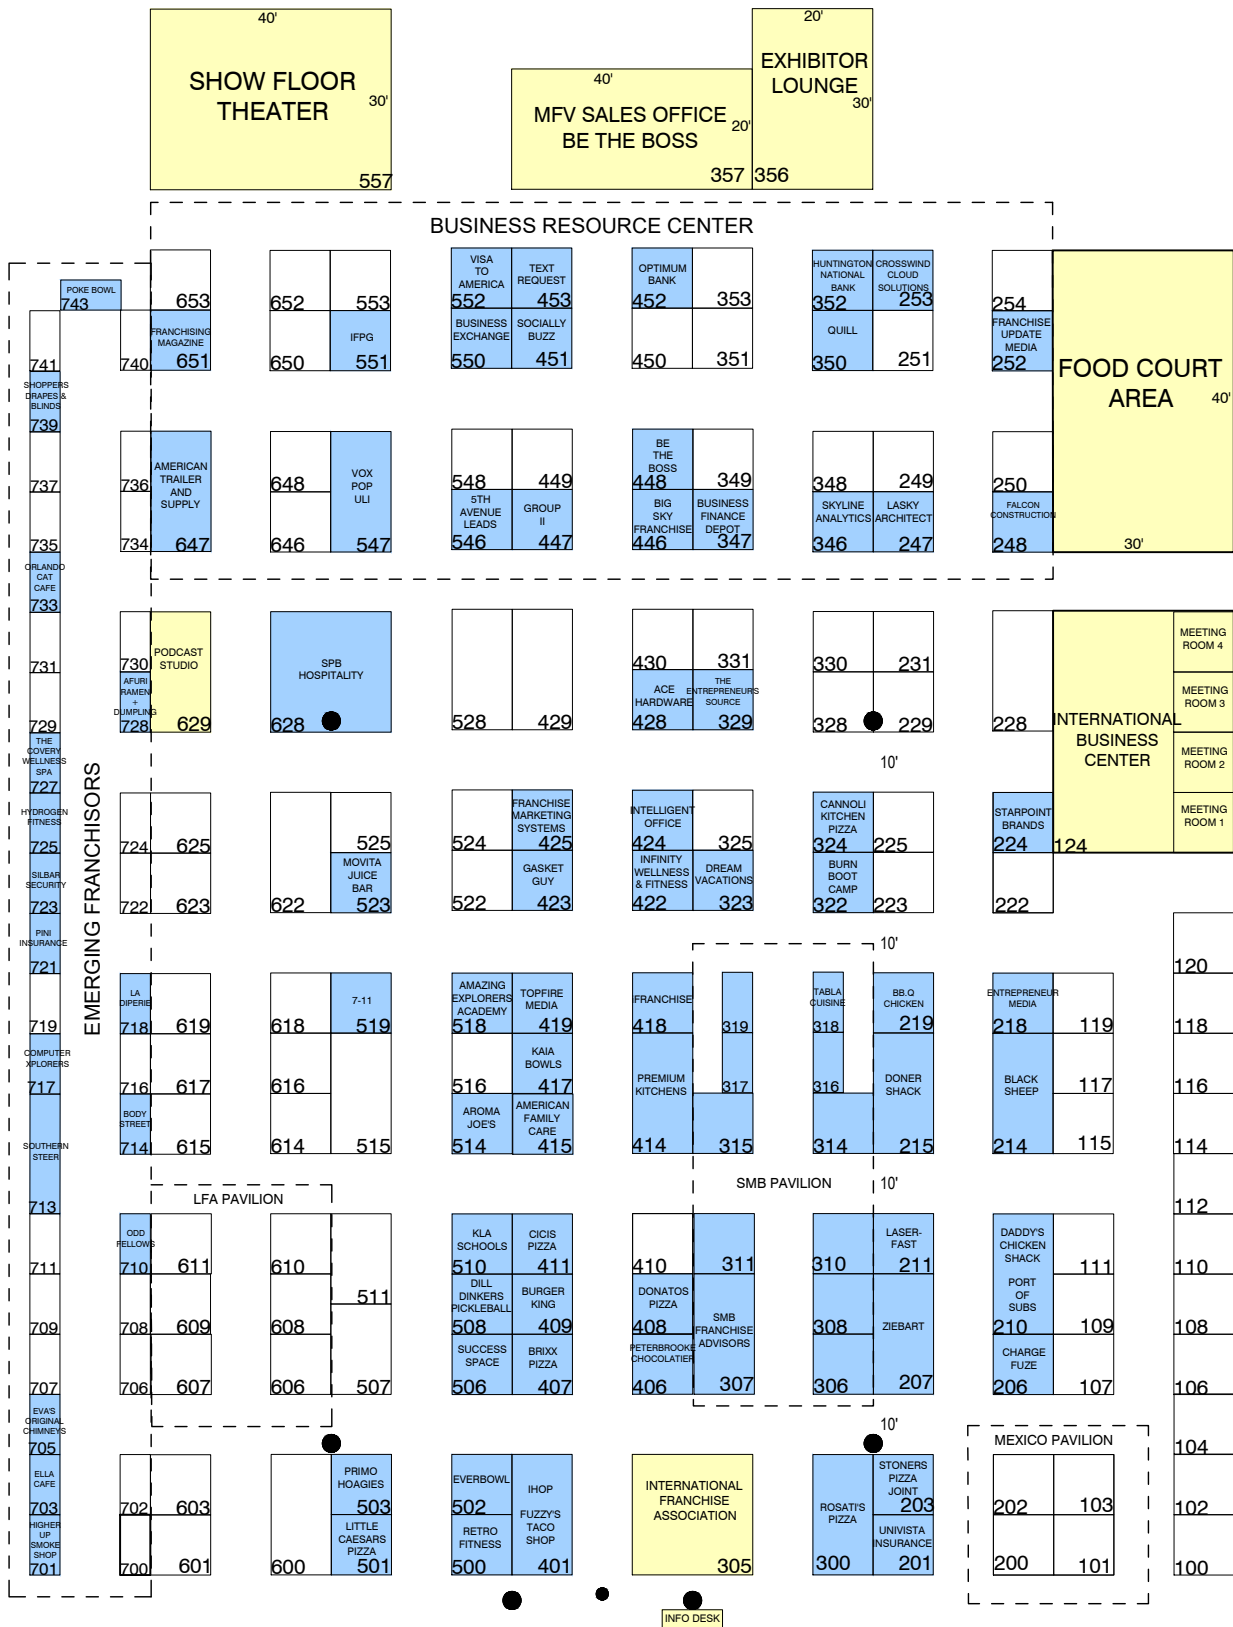 40'
SHOW FLOOR
THEATER
30'
557
40'
MFV SALES OFFICE
BE THE BOSS
20'
357
20'
EXHIBITOR
LOUNGE
30'
356
BUSINESS RESOURCE CENTER
POKE BOWL
743
653
652
553
VISA
TO
AMERICA
552
TEXT
REQUEST
453
OPTIMUM
BANK
452
353
HUNTINGTON
NATIONAL
BANK
352
CROSSWIND
CLOUD
SOLUTIONS
253
254
741
740
FRANCHISING
MAGAZINE
651
650
IFPG
551
BUSINESS
EXCHANGE
550
SOCIALLY
BUZZ
451
450
351
QUILL
350
251
FRANCHISE
UPDATE
MEDIA
252
FOOD COURT
AREA
40'
30'
SHOPPERS
DRAPES &
BLINDS
739
737
736
AMERICAN
TRAILER
AND
SUPPLY
647
648
VOX
POP
ULI
547
548
449
BE
THE
BOSS
448
349
348
249
250
735
734
646
5TH
AVENUE
LEADS
546
GROUP
II
447
BIG
SKY
FRANCHISE
446
BUSINESS
FINANCE
DEPOT
347
SKYLINE
ANALYTICS
346
LASKY
ARCHITECT
247
FALCON
CONSTRUCTION
248
ORLANDO
CAT
CAFE
733
731
730
PODCAST
STUDIO
629
SPB
HOSPITALITY
628
528
429
430
331
330
231
228
INTERNATIONAL
BUSINESS
CENTER
124
MEETING
ROOM 4
MEETING
ROOM 3
MEETING
ROOM 2
MEETING
ROOM 1
729
AFURI
RAMEN
+
DUMPLING
728
ACE
HARDWARE
428
THE
ENTREPRENEURS
SOURCE
329
328
229
10'
EMERGING FRANCHISORS
THE
COVERY
WELLNESS
SPA
727
HYDROGEN
FITNESS
725
724
625
525
524
FRANCHISE
MARKETING
SYSTEMS
425
INTELLIGENT
OFFICE
424
325
CANNOLI
KITCHEN
PIZZA
324
225
STARPOINT
BRANDS
224
SILBAR
SECURITY
723
722
623
622
MOVITA
JUICE
BAR
523
522
GASKET
GUY
423
INFINITY
WELLNESS
& FITNESS
422
DREAM
VACATIONS
323
BURN
BOOT
CAMP
322
223
222
PINI
INSURANCE
721
10'
120
719
LA
DIPERIE
718
619
618
7-11
519
AMAZING
EXPLORERS
ACADEMY
518
TOPFIRE
MEDIA
419
IFRANCHISE
418
319
TABLA
CUISINE
318
BB.Q
CHICKEN
219
ENTREPRENEUR
MEDIA
218
119
118
COMPUTER
XPLORERS
717
716
617
616
516
KAIA
BOWLS
417
PREMIUM
KITCHENS
414
317
316
DONER
SHACK
215
BLACK
SHEEP
214
117
116
SOUTHERN
STEER
713
BODY
STREET
714
615
614
515
AROMA
JOE'S
514
AMERICAN
FAMILY
CARE
415
315
314
115
114
LFA PAVILION
SMB PAVILION
10'
112
711
ODD
FELLOWS
710
611
610
511
KLA
SCHOOLS
510
CICIS
PIZZA
411
410
311
310
LASER-
FAST
211
DADDY'S
CHICKEN
SHACK
PORT
OF
SUBS
210
111
110
709
708
609
608
DILL
DINKERS
PICKLEBALL
508
BURGER
KING
409
DONATOS
PIZZA
408
SMB
FRANCHISE
ADVISORS
307
308
ZIEBART
207
109
108
707
706
607
606
507
SUCCESS
SPACE
506
BRIXX
PIZZA
407
PETERBROOKE
CHOCOLATIER
406
306
CHARGE
FUZE
206
107
106
EVA'S
ORIGINAL
CHIMNEYS
705
10'
MEXICO PAVILION
104
ELLA
CAFE
703
702
603
600
PRIMO
HOAGIES
503
EVERBOWL
502
IHOP
FUZZY'S
TACO
SHOP
401
INTERNATIONAL
FRANCHISE
ASSOCIATION
305
ROSATI'S
PIZZA
300
STONERS
PIZZA
JOINT
203
202
103
102
HIGHER
UP
SMOKE
SHOP
701
700
601
LITTLE
CAESARS
PIZZA
501
RETRO
FITNESS
500
UNIVISTA
INSURANCE
201
200
101
100
INFO DESK